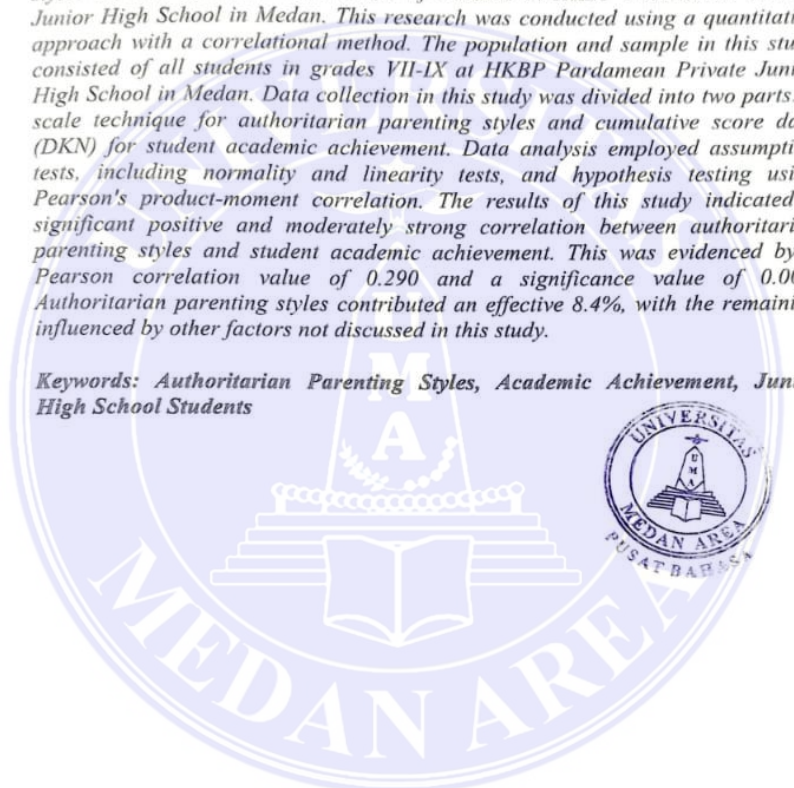 Junior High School in Medan. This research was conducted using a quantitati
approach with a correlational method. The population and sample in this stu
consisted of all students in grades VII-IX at HKBP Pardamean Private Juni
High School in Medan. Data collection in this study was divided into two parts
scale technique for authoritarian parenting styles and cumulative score da
(DKN) for student academic achievement. Data analysis employed assumpti
tests, including normality and linearity tests, and hypothesis testing usi
Pearson's product-moment correlation. The results of this study indicated
significant positive and moderately strong correlation between authoritari
parenting styles and student academic achievement. This was evidenced by
Pearson correlation value of 0.290 and a significance value of 0.00
Authoritarian parenting styles contributed an effective 8.4%, with the remaini
influenced by other factors not discussed in this study.
Keywords: Authoritarian Parenting Styles, Academic Achievement, Juni
High School Students
UNIVERSITAS
UMA
MEDAN AREA
PUSAT BAHASA
UNIVERSITAS
UMA
MEDAN AREA